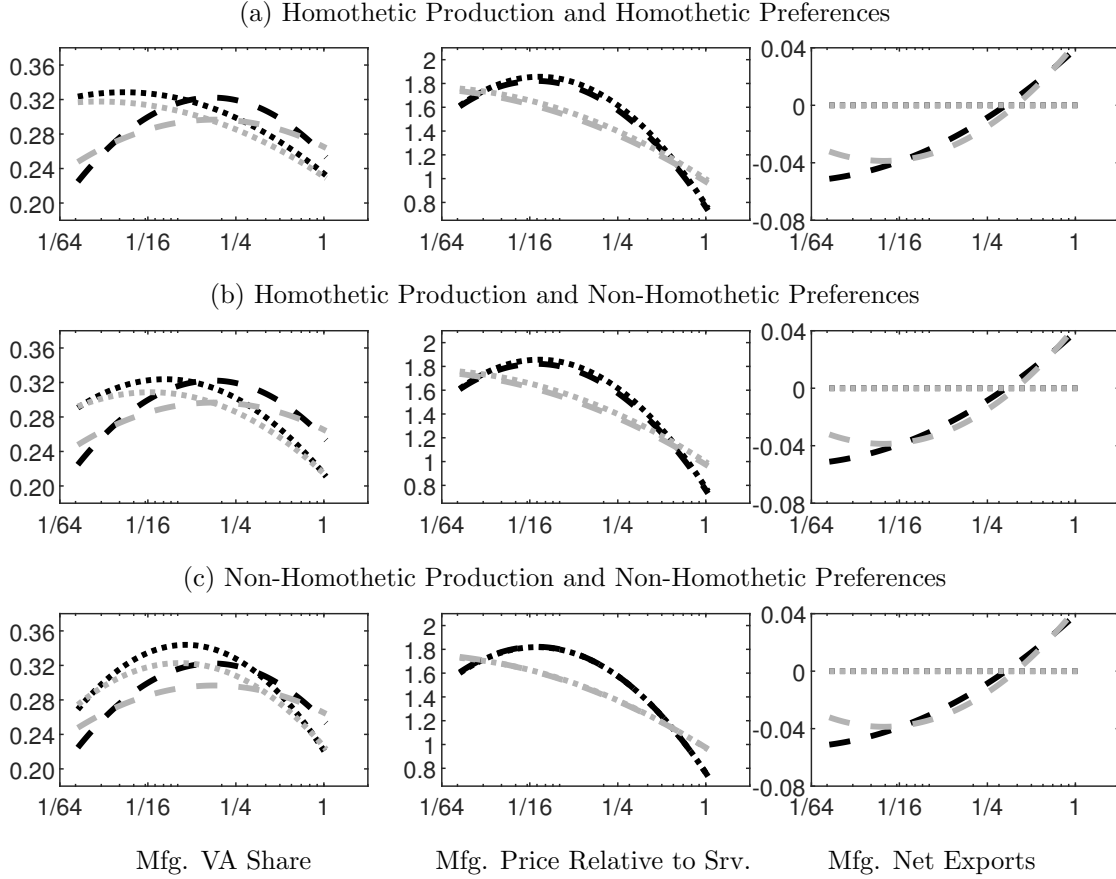 (a) Homothetic Production and Homothetic Preferences
0.36 0.32 0.28 0.24 0.20
1/64 1/16 1/4 1
2 1.8 1.6 1.4 1.2 1 0.8
1/64 1/16 1/4 1
0.04 0 -0.04 -0.08
1/64 1/16 1/4 1
(b) Homothetic Production and Non-Homothetic Preferences
0.36 0.32 0.28 0.24 0.20
1/64 1/16 1/4 1
2 1.8 1.6 1.4 1.2 1 0.8
1/64 1/16 1/4 1
0.04 0 -0.04 -0.08
1/64 1/16 1/4 1
(c) Non-Homothetic Production and Non-Homothetic Preferences
0.36 0.32 0.28 0.24 0.20
1/64 1/16 1/4 1
2 1.8 1.6 1.4 1.2 1 0.8
1/64 1/16 1/4 1
0.04 0 -0.04 -0.08
1/64 1/16 1/4 1
Mfg. VA Share
Mfg. Price Relative to Srv.
Mfg. Net Exports